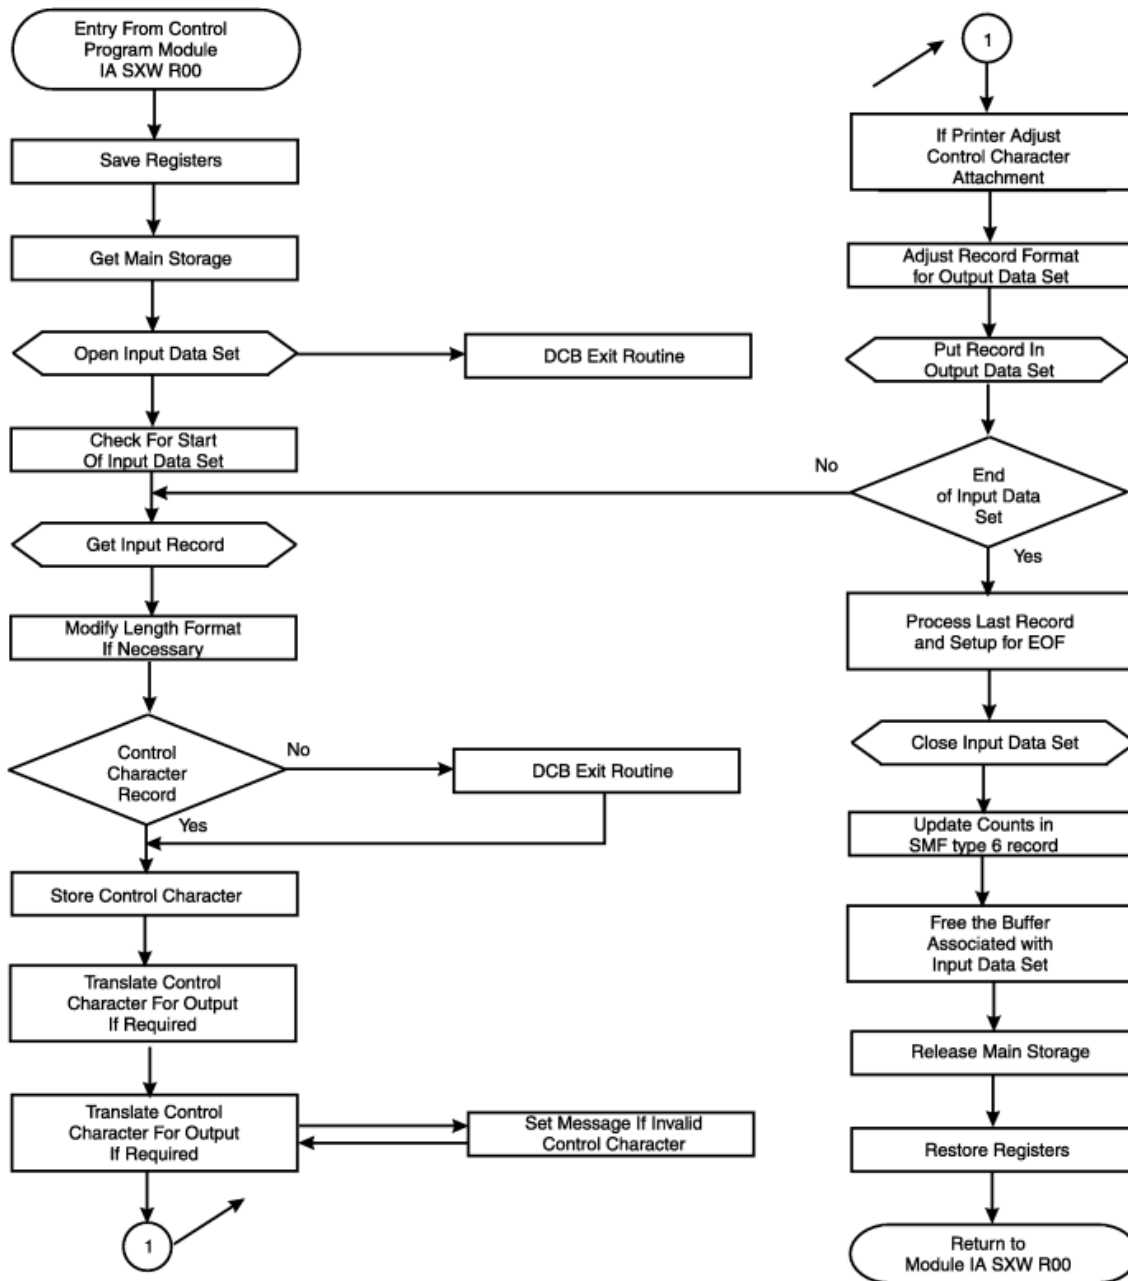 Entry From Control
Program Module
IA SXW R00
Save Registers
Get Main Storage
Open Input Data Set
DCB Exit Routine
Check For Start
Of Input Data Set
Get Input Record
Modify Length Format
If Necessary
Control
Character
Record
No
DCB Exit Routine
Yes
Store Control Character
Translate Control
Character For Output
If Required
Translate Control
Character For Output
If Required
Set Message If Invalid
Control Character
1
1
If Printer Adjust
Control Character
Attachment
Adjust Record Format
for Output Data Set
Put Record In
Output Data Set
End
of Input Data
Set
No
Yes
Process Last Record
and Setup for EOF
Close Input Data Set
Update Counts in
SMF type 6 record
Free the Buffer
Associated with
Input Data Set
Release Main Storage
Restore Registers
Return to
Module IA SXW R00